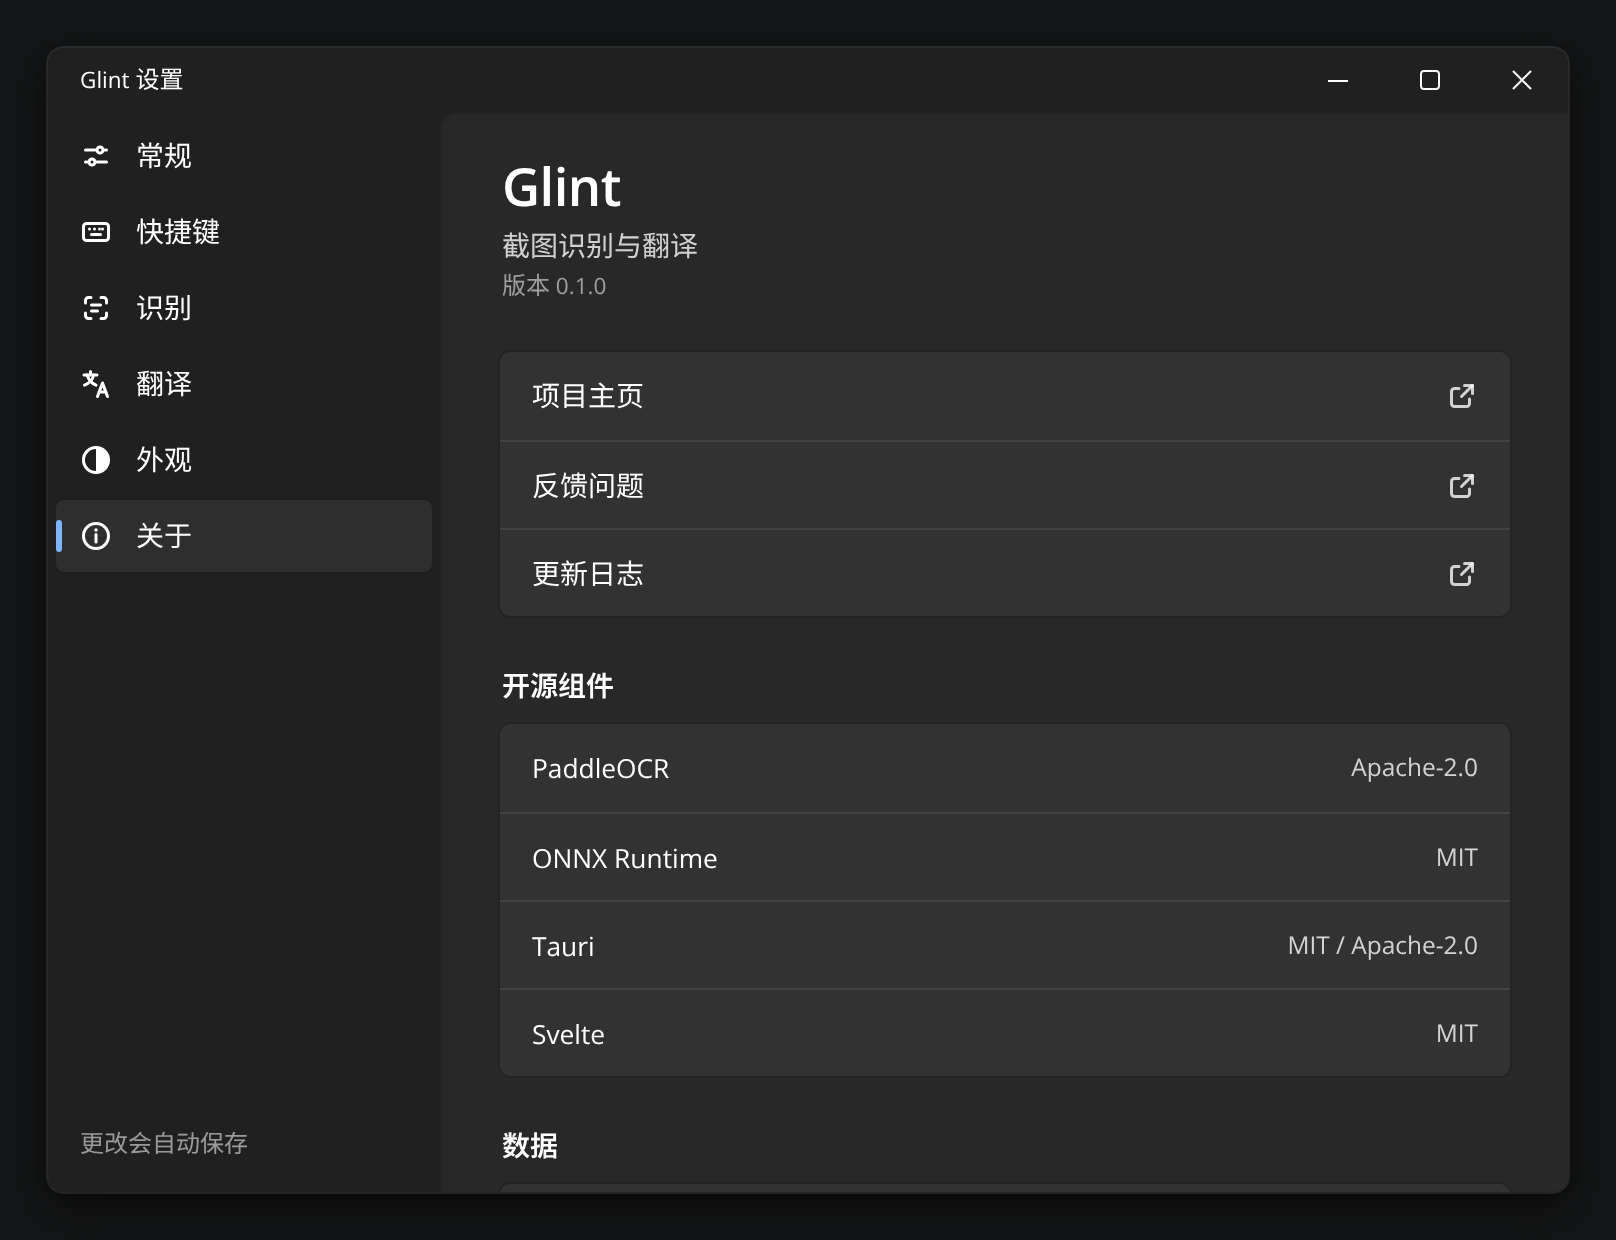 Glint 设置
常规
快捷键
识别
翻译
外观
关于
更改会自动保存
Glint
截图识别与翻译
版本 0.1.0
项目主页
反馈问题
更新日志
开源组件
PaddleOCR Apache-2.0
ONNX Runtime MIT
Tauri MIT / Apache-2.0
Svelte MIT
数据